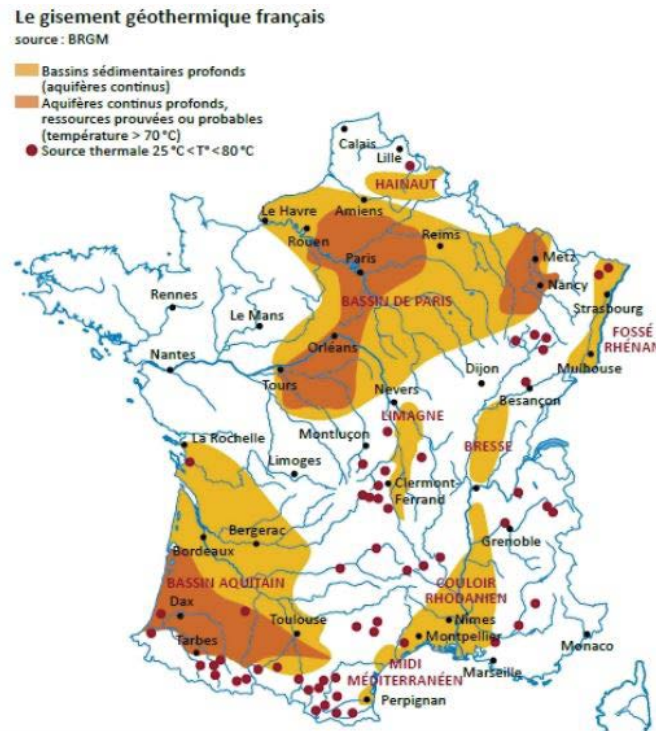 Le gisement géothermique français
source : BRGM
Bassins sédimentaires profonds
(aquifères continus)
Aquifères continus profonds,
ressources prouvées ou probables
(température > 70 °C)
Source thermale 25 °C < T° < 80 °C
Calais
Lille
HAINAUT
Amiens
Le Havre
Rouen
Reims
Metz
Paris
Nancy
BASSIN DE PARIS
Strasbourg
Rennes
Le Mans
FOSSÉ
RHÉNAN
Orléans
Mulhouse
Nantes
Tours
Dijon
Besançon
Nevers
LIMAGNE
La Rochelle
Montluçon
BRESSE
Limoges
Clermont-
Ferrand
Grenoble
Bergerac
Bordeaux
BASSIN AQUITAIN
COULOIR
RHODANIEN
Dax
Toulouse
Nîmes
Montpellier
Tarbes
Monaco
MIDI
MÉDITERRANÉEN
Marseille
Perpignan